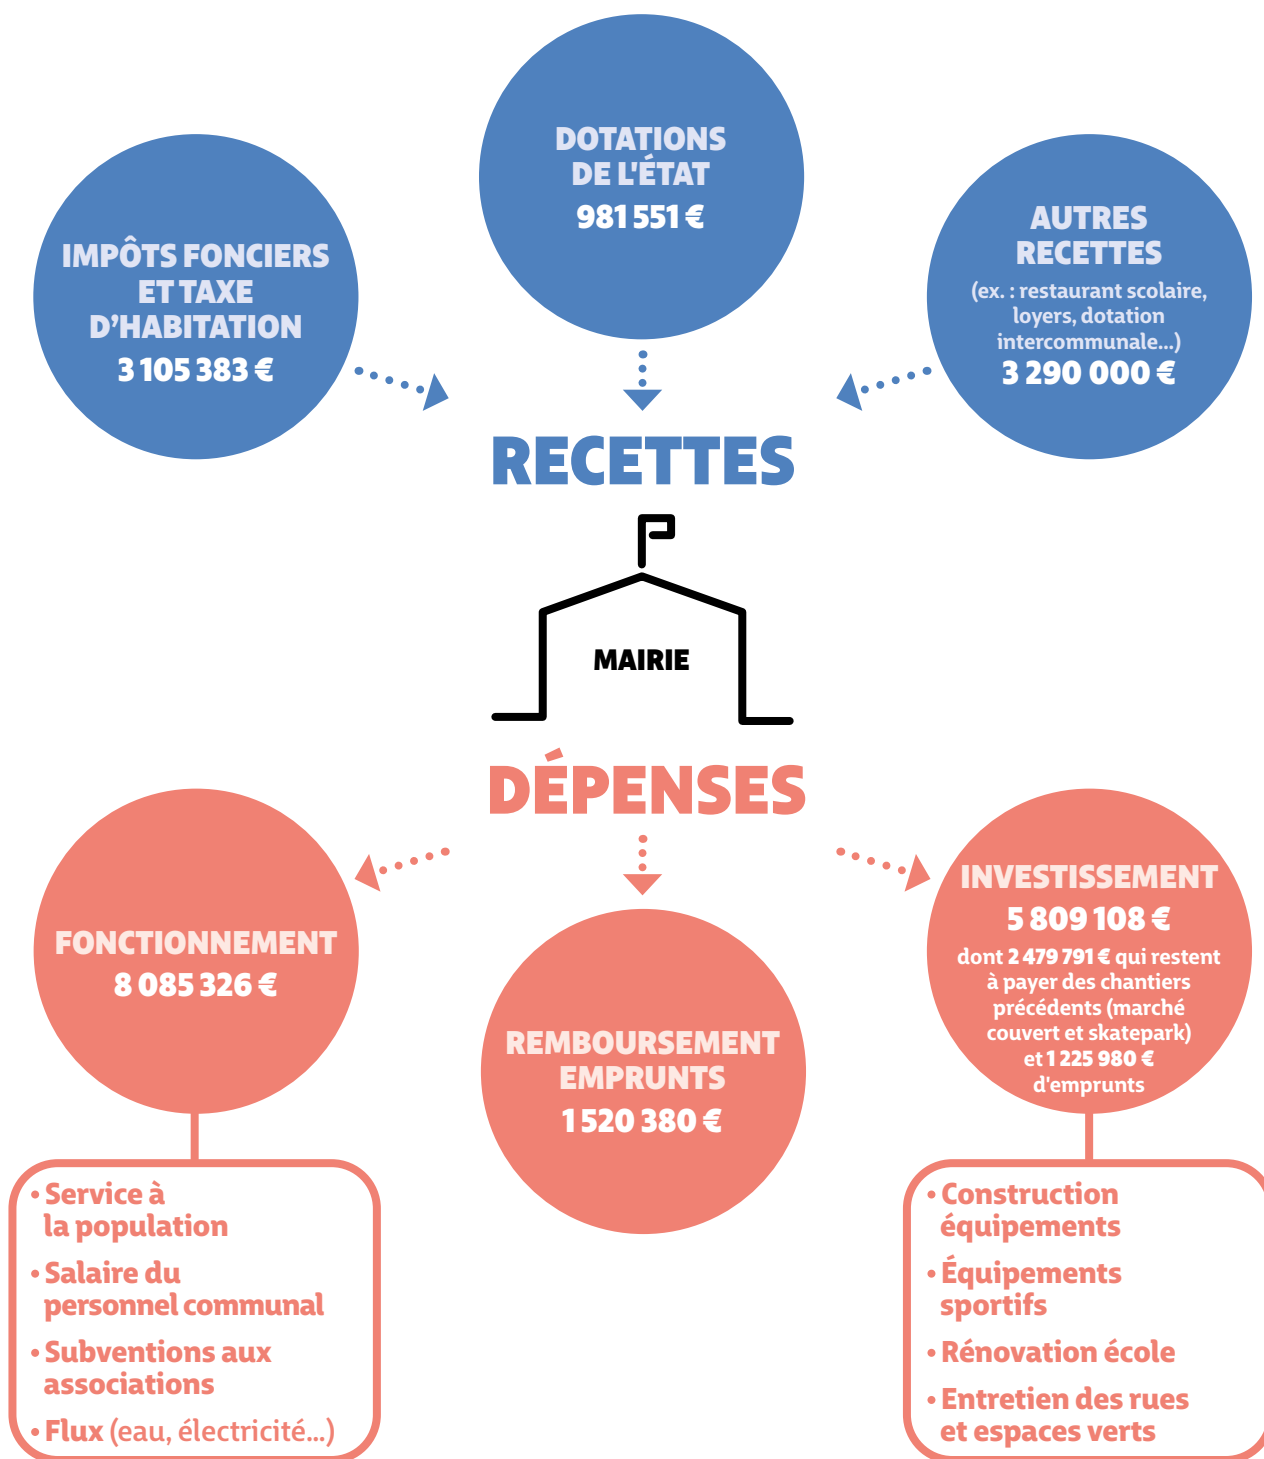 DOTATIONS
DE L'ÉTAT
981 551 €
IMPÔTS FONCIERS
ET TAXE
D’HABITATION
3 105 383 €
AUTRES
RECETTES
(ex. : restaurant scolaire,
loyers, dotation
intercommunale...)
3 290 000 €
RECETTES
MAIRIE
DÉPENSES
FONCTIONNEMENT
8 085 326 €
REMBOURSEMENT
EMPRUNTS
1 520 380 €
INVESTISSEMENT
5 809 108 €
dont 2 479 791 € qui restent
à payer des chantiers
précédents (marché
couvert et skatepark)
et 1 225 980 €
d'emprunts
• Service à
la population
• Salaire du
personnel communal
• Subventions aux
associations
• Flux (eau, électricité...)
• Construction
équipements
• Équipements
sportifs
• Rénovation école
• Entretien des rues
et espaces verts